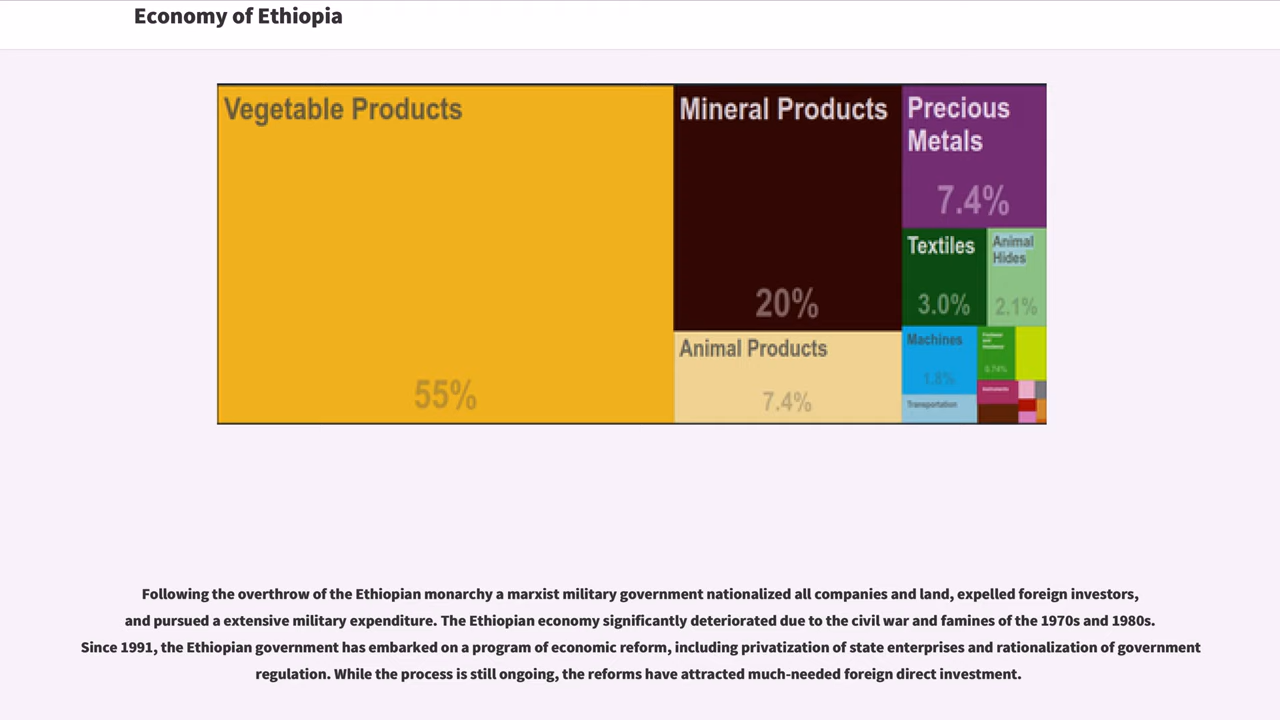 Economy of Ethiopia
Vegetable Products
55%
Mineral Products
20%
Animal Products
7.4%
Precious
Metals
7.4%
Textiles
3.0%
Animal
Hides
2.1%
Machines
1.8%
Transportation
0.74%
Instruments
Following the overthrow of the Ethiopian monarchy a marxist military government nationalized all companies and land, expelled foreign investors,
and pursued a extensive military expenditure. The Ethiopian economy significantly deteriorated due to the civil war and famines of the 1970s and 1980s.
Since 1991, the Ethiopian government has embarked on a program of economic reform, including privatization of state enterprises and rationalization of government
regulation. While the process is still ongoing, the reforms have attracted much-needed foreign direct investment.